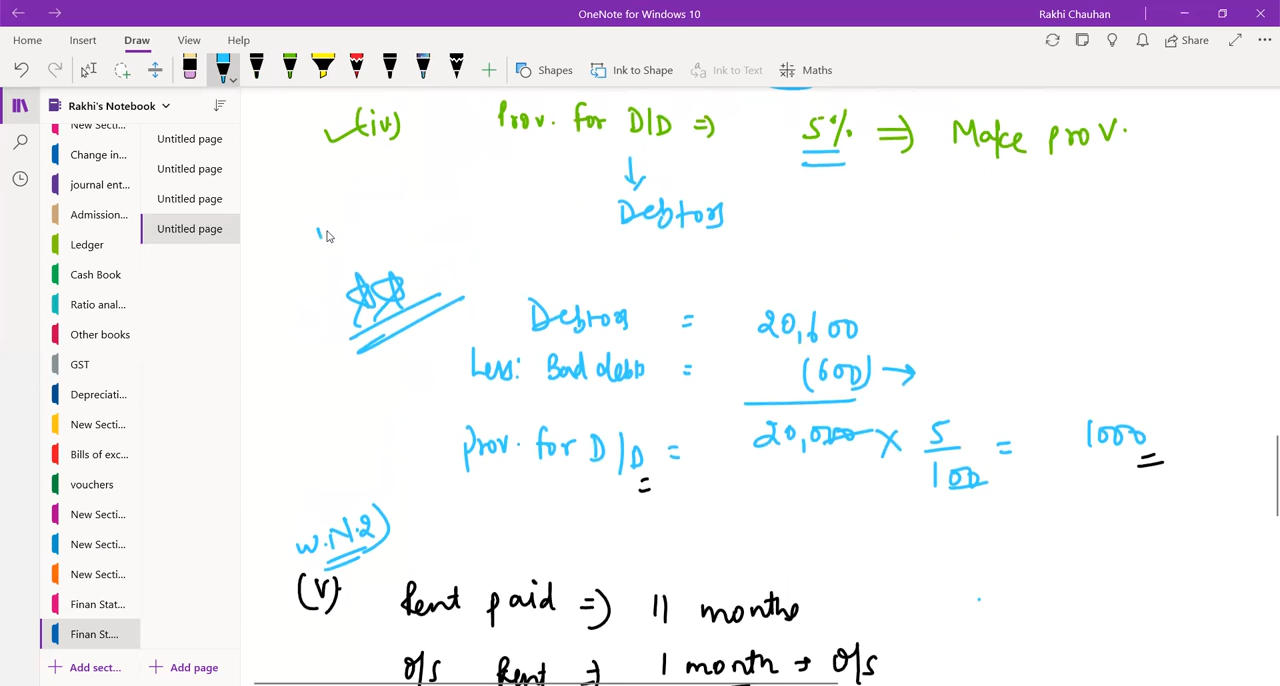 OneNote for Windows 10
Rakhi Chauhan
Home Insert Draw View Help
Share
Shapes Ink to Shape Ink to Text Maths
Rakhi's Notebook
New Secti...
Change in...
journal ent...
Admission...
Ledger
Cash Book
Ratio anal...
Other books
GST
Depreciati...
New Secti...
Bills of exc...
vouchers
New Secti...
New Secti...
New Secti...
Finan Stat...
Finan St....
+ Add sect...
Untitled page
Untitled page
Untitled page
Untitled page
+ Add page
(iv) Prov. for D/D ⇒ 5% ⇒ Make prov.
↓
Debtors
Debtors = 20,600
Less: Bad debts = (600) →
Prov. for D/D = 20,000 × 5/100 = 1000
W.N.2)
(V) Rent paid ⇒ 11 months
O/s Rent ⇒ 1 month → O/s